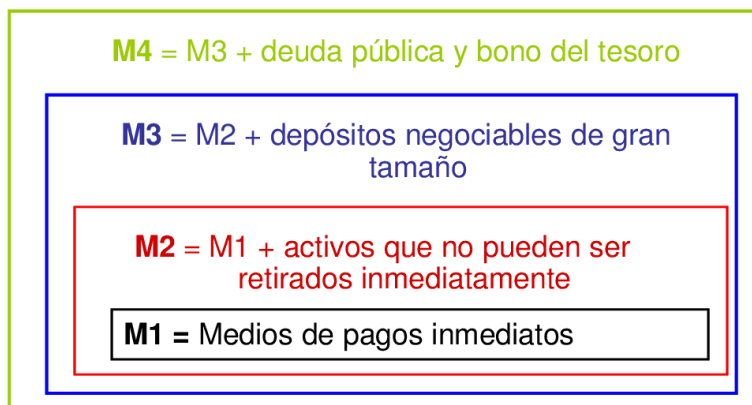 M4 = M3 + deuda pública y bono del tesoro
M3 = M2 + depósitos negociables de gran
tamaño
M2 = M1 + activos que no pueden ser
retirados inmediatamente
M1 = Medios de pagos inmediatos